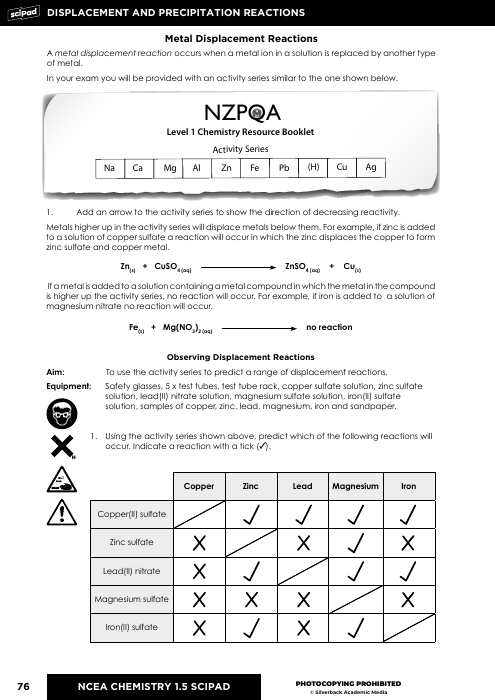 scipad DISPLACEMENT AND PRECIPITATION REACTIONS
Metal Displacement Reactions
A metal displacement reaction occurs when a metal ion in a solution is replaced by another type
of metal.
In your exam you will be provided with an activity series similar to the one shown below.
NZPQA
Level 1 Chemistry Resource Booklet
Activity Series
Na Ca Mg Al Zn Fe Pb (H) Cu Ag
1. Add an arrow to the activity series to show the direction of decreasing reactivity.
Metals higher up in the activity series will displace metals below them. For example, if zinc is added
to a solution of copper sulfate a reaction will occur in which the zinc displaces the copper to form
zinc sulfate and copper metal.
Zn(s) + CuSO4 (aq) → ZnSO4 (aq) + Cu(s)
If a metal is added to a solution containing a metal compound in which the metal in the compound
is higher up the activity series, no reaction will occur. For example, if iron is added to a solution of
magnesium nitrate no reaction will occur.
Fe(s) + Mg(NO3)2 (aq) → no reaction
Observing Displacement Reactions
Aim: To use the activity series to predict a range of displacement reactions.
Equipment: Safety glasses, 5 x test tubes, test tube rack, copper sulfate solution, zinc sulfate
solution, lead(II) nitrate solution, magnesium sulfate solution, iron(II) sulfate
solution, samples of copper, zinc, lead, magnesium, iron and sandpaper.
1. Using the activity series shown above, predict which of the following reactions will
occur. Indicate a reaction with a tick (✓).
Copper Zinc Lead Magnesium Iron
Copper(II) sulfate ✓ ✓ ✓ ✓
Zinc sulfate X X ✓ X
Lead(II) nitrate X ✓ ✓ ✓
Magnesium sulfate X X X X
Iron(II) sulfate X ✓ X ✓
76 NCEA CHEMISTRY 1.5 SCIPAD
PHOTOCOPYING PROHIBITED
© Silverback Academic Media